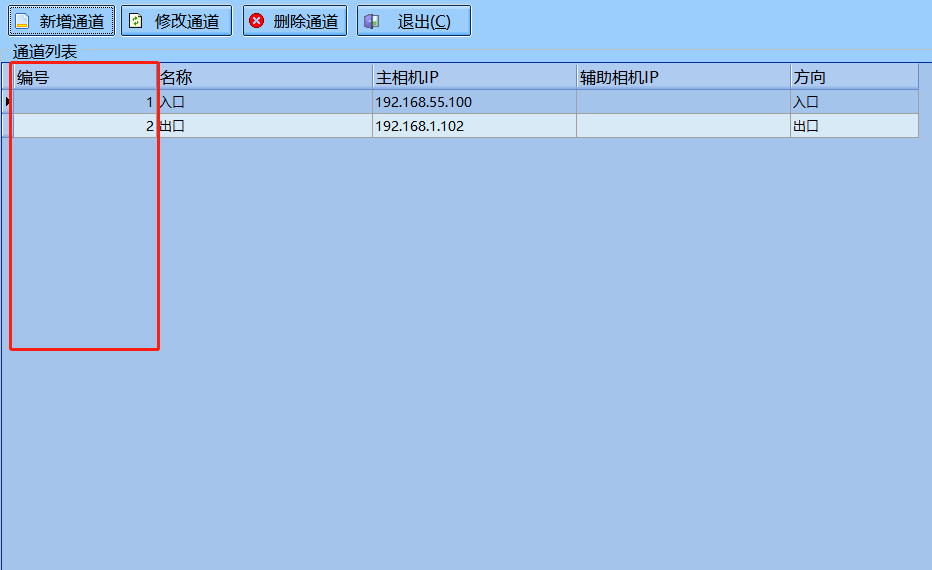 新增通道 修改通道 删除通道 退出(C)
通道列表
编号 名称 主相机IP 辅助相机IP 方向
1 入口 192.168.55.100 入口
2 出口 192.168.1.102 出口